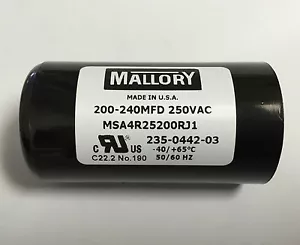 MALLORY
MADE IN U.S.A.
200-240MFD 250VAC
MSA4R25200RJ1
235-0442-03
C US
-40/+65°C
C22.2 No.190
50/60 HZ